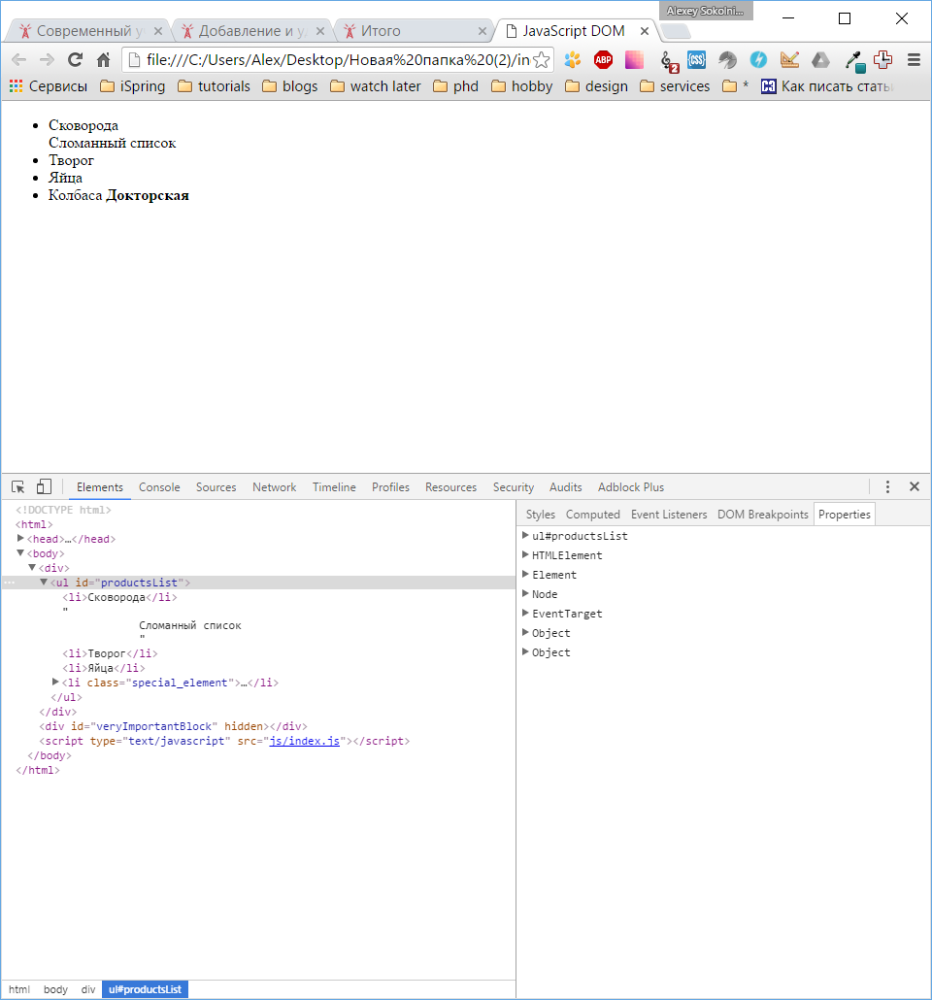 Alexey Sokolni...
Современный у
Добавление и уд
Итого
JavaScript DOM
file:///C:/Users/Alex/Desktop/Новая%20папка%20(2)/in
ABP
2
{CSS}
Сервисы
iSpring
tutorials
blogs
watch later
phd
hobby
design
services
*
Как писать стать
Сковорода
Сломанный список
Творог
Яйца
Колбаса Докторская
Elements
Console
Sources
Network
Timeline
Profiles
Resources
Security
Audits
Adblock Plus
<!DOCTYPE html>
<html>
<head>…</head>
<body>
<div>
<ul id="productsList">
<li>Сковорода</li>
"
Сломанный список
"
<li>Творог</li>
<li>Яйца</li>
<li class="special_element">…</li>
</ul>
</div>
<div id="veryImportantBlock" hidden></div>
<script type="text/javascript" src="js/index.js"></script>
</body>
</html>
Styles
Computed
Event Listeners
DOM Breakpoints
Properties
ul#productsList
HTMLElement
Element
Node
EventTarget
Object
Object
html
body
div
ul#productsList